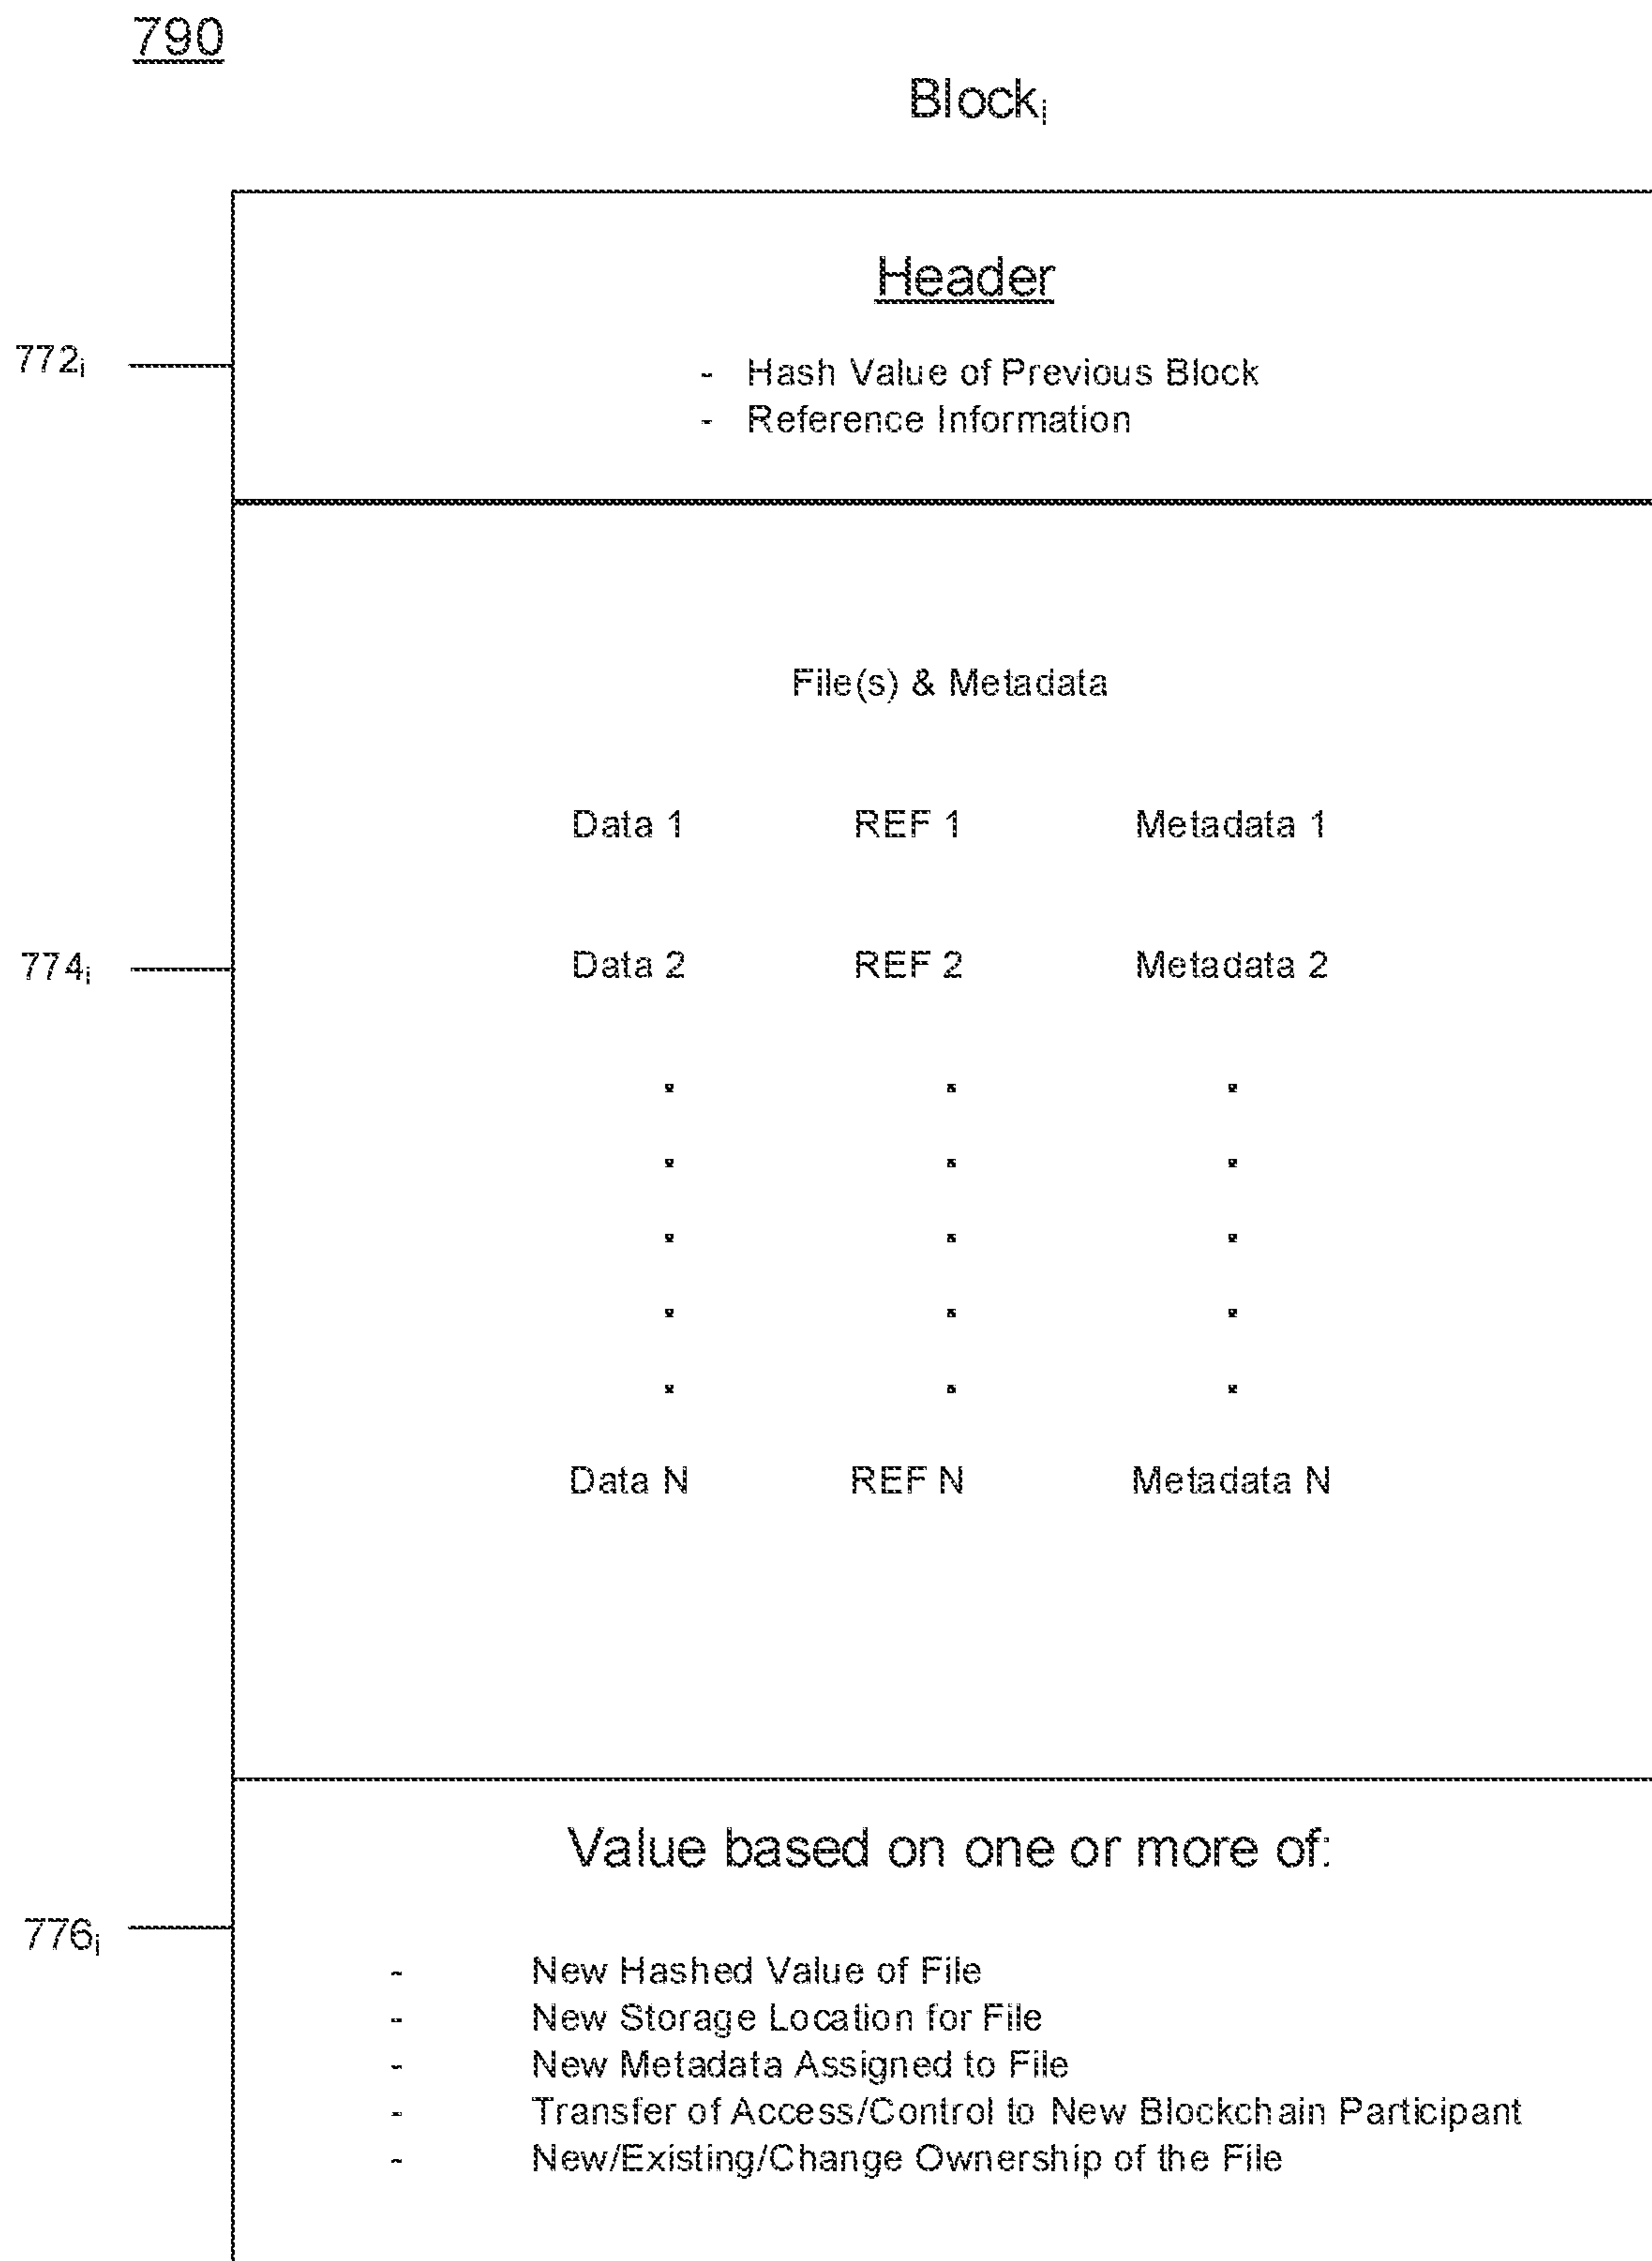 790
Blockᵢ
Header
772ᵢ
- Hash Value of Previous Block
- Reference Information
File(s) & Metadata
Data 1 REF 1 Metadata 1
774ᵢ
Data 2 REF 2 Metadata 2
Data N REF N Metadata N
Value based on one or more of:
776ᵢ
- New Hashed Value of File
- New Storage Location for File
- New Metadata Assigned to File
- Transfer of Access/Control to New Blockchain Participant
- New/Existing/Change Ownership of the File